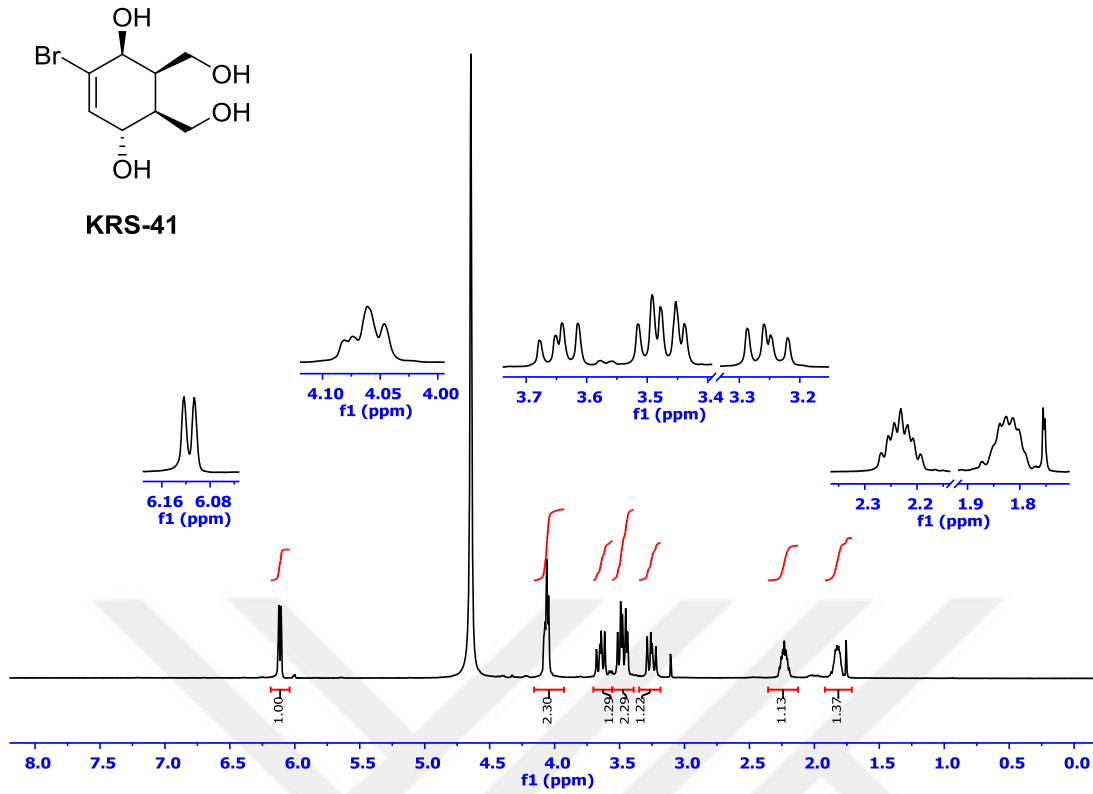 OH
Br
OH
OH
OH
KRS-41
6.16 6.08
f1 (ppm)
4.10 4.05 4.00
f1 (ppm)
3.7 3.6 3.5 3.4 3.3 3.2
f1 (ppm) f1 (ppm)
2.3 2.2 1.9 1.8
f1 (ppm) f1 (ppm)
1.00 2.30 1.29 2.29 1.22 1.13 1.37
8.0 7.5 7.0 6.5 6.0 5.5 5.0 4.5 4.0 3.5 3.0 2.5 2.0 1.5 1.0 0.5 0.0
f1 (ppm)